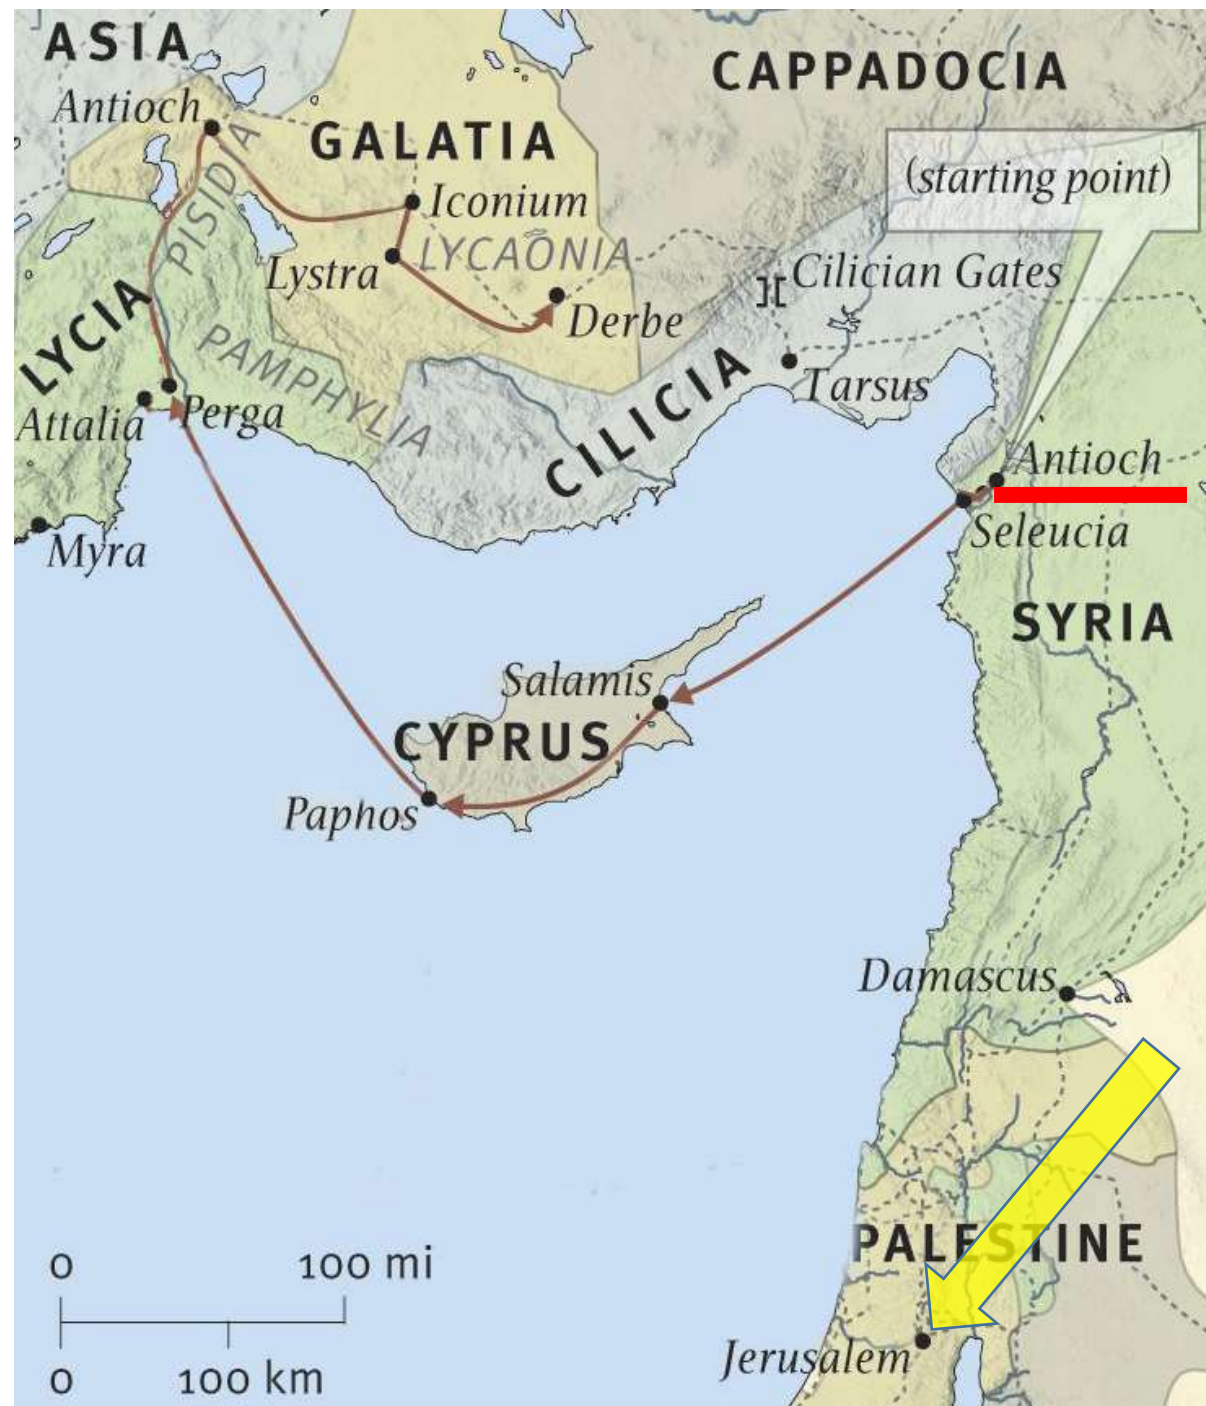 ASIA
CAPPADOCIA
Antioch
GALATIA
(starting point)
PISIDIA
Iconium
LYCAONIA
Lystra
Cilician Gates
Derbe
LYCIA
PAMPHYLIA
CILICIA
Tarsus
Attalia
Perga
Antioch
Seleucia
Myra
SYRIA
Salamis
CYPRUS
Paphos
Damascus
PALESTINE
0 100 mi
Jerusalem
0 100 km